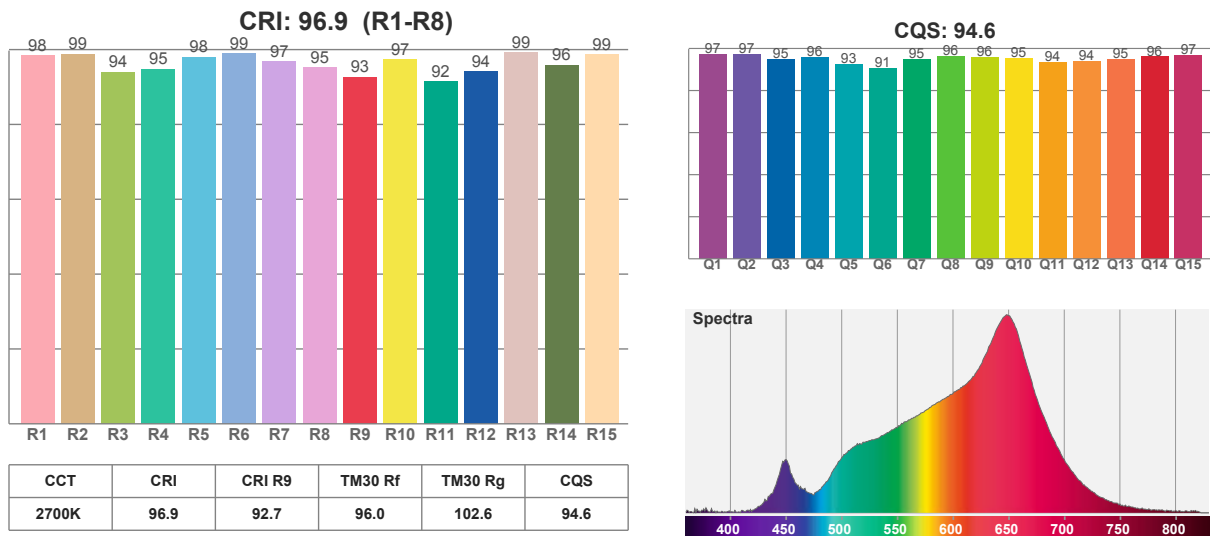 CRI: 96.9 (R1-R8)
98 99 94 95 98 99 97 95 93 97 92 94 99 96 99
R1 R2 R3 R4 R5 R6 R7 R8 R9 R10 R11 R12 R13 R14 R15
CCT CRI CRI R9 TM30 Rf TM30 Rg CQS
2700K 96.9 92.7 96.0 102.6 94.6
CQS: 94.6
97 97 95 96 93 91 95 96 96 95 94 94 95 96 97
Q1 Q2 Q3 Q4 Q5 Q6 Q7 Q8 Q9 Q10 Q11 Q12 Q13 Q14 Q15
Spectra
400 450 500 550 600 650 700 750 800